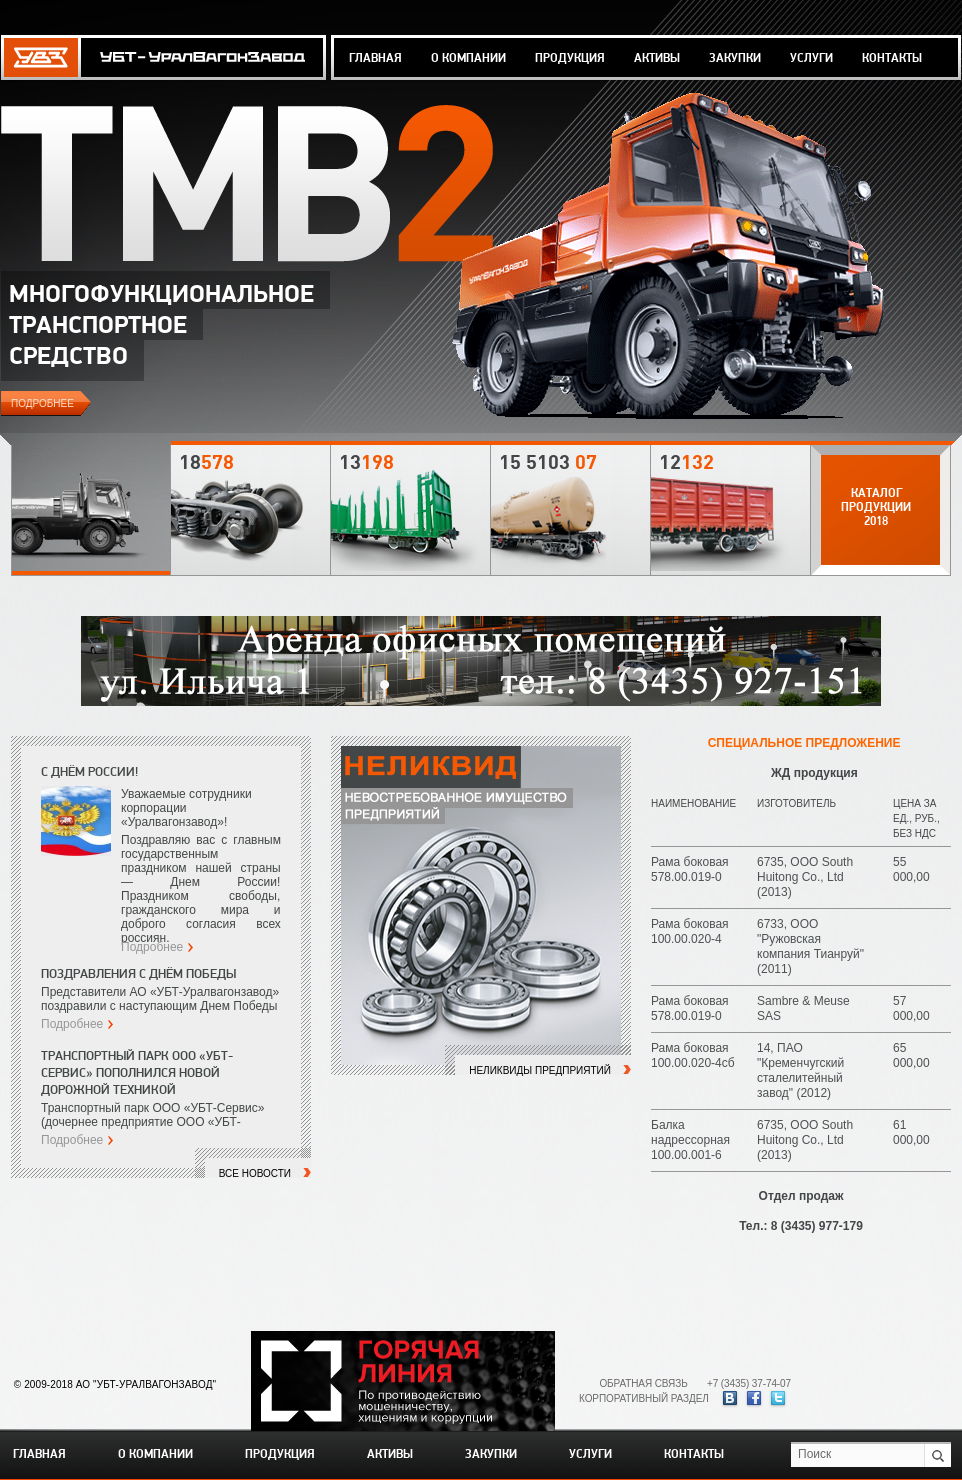 УВЗ
УБТ-УРАЛВАГОНЗАВОД
ГЛАВНАЯ
О КОМПАНИИ
ПРОДУКЦИЯ
АКТИВЫ
ЗАКУПКИ
УСЛУГИ
КОНТАКТЫ
ТМВ2
УРАЛВАГОНЗАВОД
ТМВ2
МНОГОФУНКЦИОНАЛЬНОЕ
ТРАНСПОРТНОЕ
СРЕДСТВО
ПОДРОБНЕЕ
18578
13198
15 5103 07
12132
КАТАЛОГ
ПРОДУКЦИИ
2018
Аренда офисных помещений
ул. Ильича 1
тел.: 8 (3435) 927-151
С ДНЁМ РОССИИ!
Уважаемые сотрудники
корпорации
«Уралвагонзавод»!
Поздравляю вас с главным
государственным
праздником нашей страны
— Днем России!
Праздником свободы,
гражданского мира и
доброго согласия всех
россиян.
Подробнее
ПОЗДРАВЛЕНИЯ С ДНЁМ ПОБЕДЫ
Представители АО «УБТ-Уралвагонзавод»
поздравили с наступающим Днем Победы
Подробнее
ТРАНСПОРТНЫЙ ПАРК ООО «УБТ-
СЕРВИС» ПОПОЛНИЛСЯ НОВОЙ
ДОРОЖНОЙ ТЕХНИКОЙ
Транспортный парк ООО «УБТ-Сервис»
(дочернее предприятие ООО «УБТ-
Подробнее
ВСЕ НОВОСТИ
НЕЛИКВИД
НЕВОСТРЕБОВАННОЕ ИМУЩЕСТВО
ПРЕДПРИЯТИЙ
НЕЛИКВИДЫ ПРЕДПРИЯТИЙ
СПЕЦИАЛЬНОЕ ПРЕДЛОЖЕНИЕ
ЖД продукция
НАИМЕНОВАНИЕ ИЗГОТОВИТЕЛЬ ЦЕНА ЗА
ЕД., РУБ.,
БЕЗ НДС
Рама боковая 6735, ООО South 55
578.00.019-0 Huitong Co., Ltd 000,00
(2013)
Рама боковая 6733, ООО
100.00.020-4 "Ружовская
компания Тианруй"
(2011)
Рама боковая Sambre & Meuse 57
578.00.019-0 SAS 000,00
Рама боковая 14, ПАО 65
100.00.020-4сб "Кременчугский 000,00
сталелитейный
завод" (2012)
Балка 6735, ООО South 61
надрессорная Huitong Co., Ltd 000,00
100.00.001-6 (2013)
Отдел продаж
Тел.: 8 (3435) 977-179
© 2009-2018 АО "УБТ-УРАЛВАГОНЗАВОД"
ГОРЯЧАЯ
ЛИНИЯ
По противодействию
мошенничеству,
хищениям и коррупции
ОБРАТНАЯ СВЯЗЬ +7 (3435) 37-74-07
КОРПОРАТИВНЫЙ РАЗДЕЛ
ГЛАВНАЯ
О КОМПАНИИ
ПРОДУКЦИЯ
АКТИВЫ
ЗАКУПКИ
УСЛУГИ
КОНТАКТЫ
Поиск